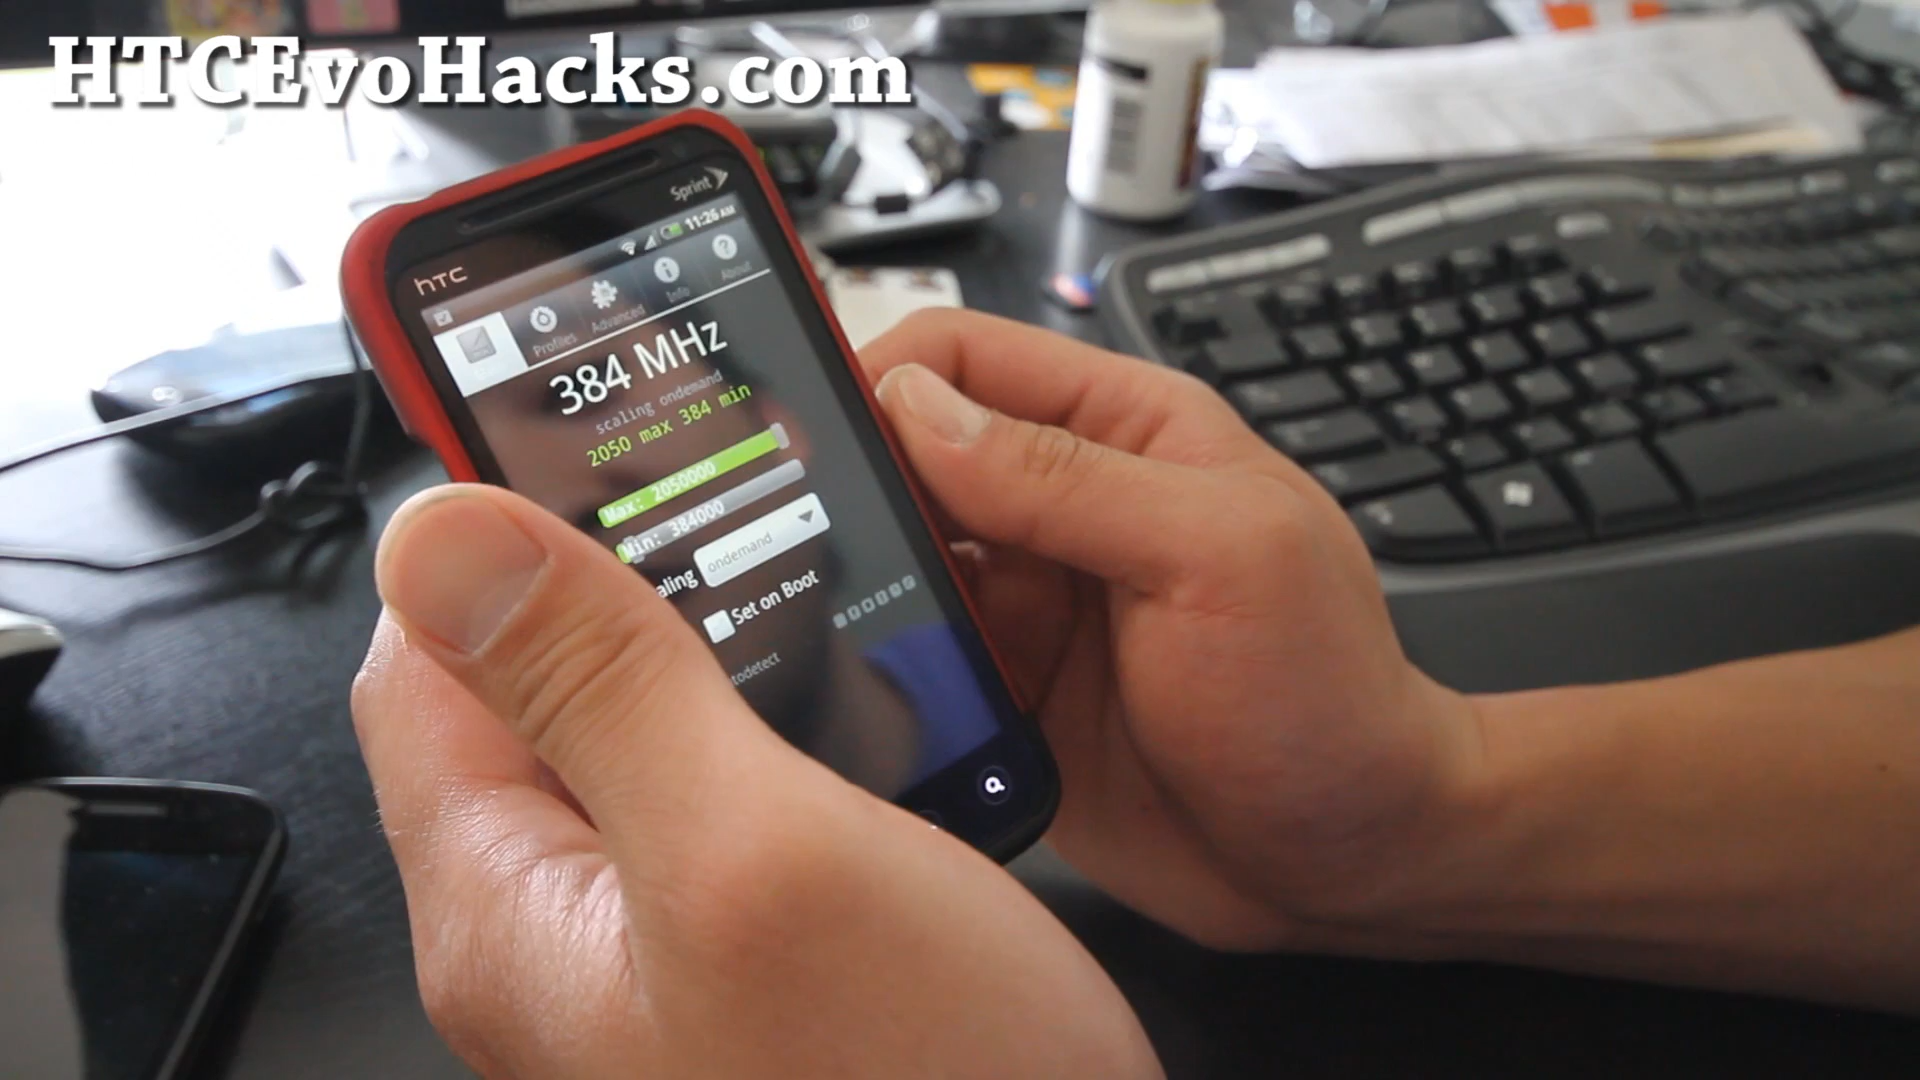 HTCEvoHacks.com
Sprint
11:26 AM
hTC
Profiles
Advanced
Info
About
384 MHz
scaling ondemand
2050 max 384 min
Max: 2050000
Min: 384000
aling
ondemand
Set on Boot
todetect